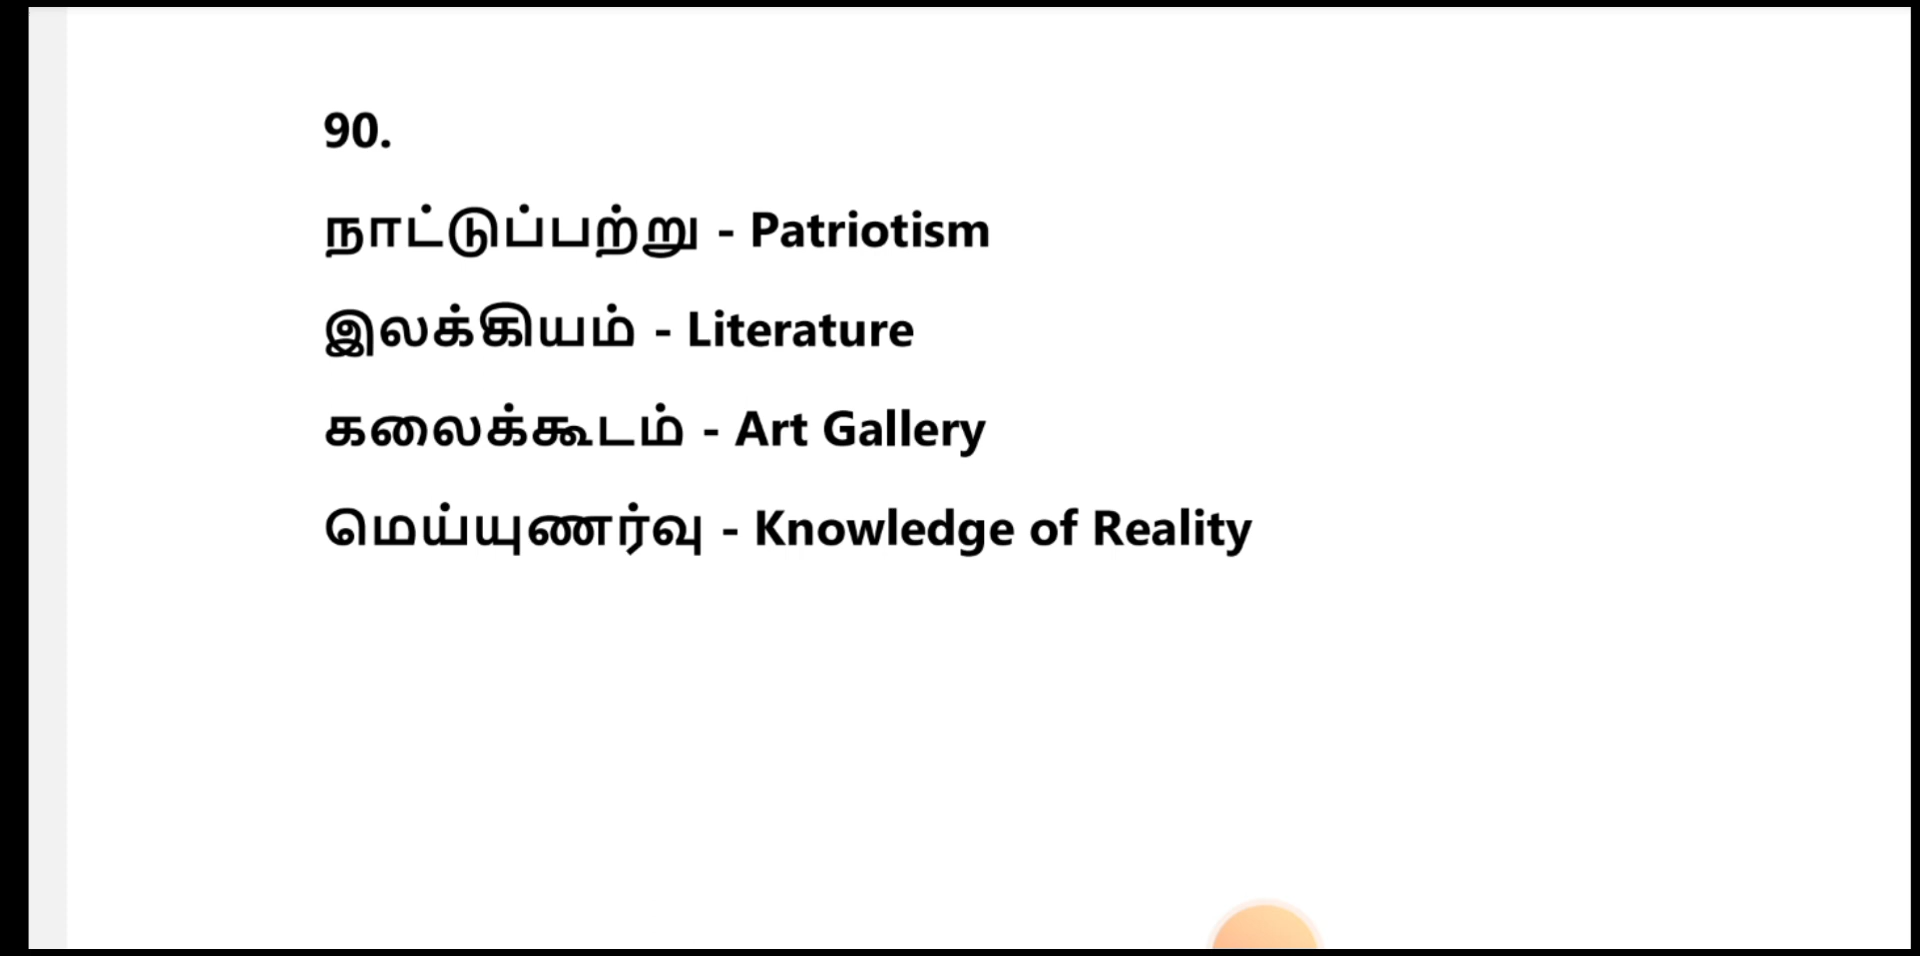 90.
நாட்டுப்பற்று - Patriotism
இலக்கியம் - Literature
கலைக்கூடம் - Art Gallery
மெய்யுணர்வு - Knowledge of Reality